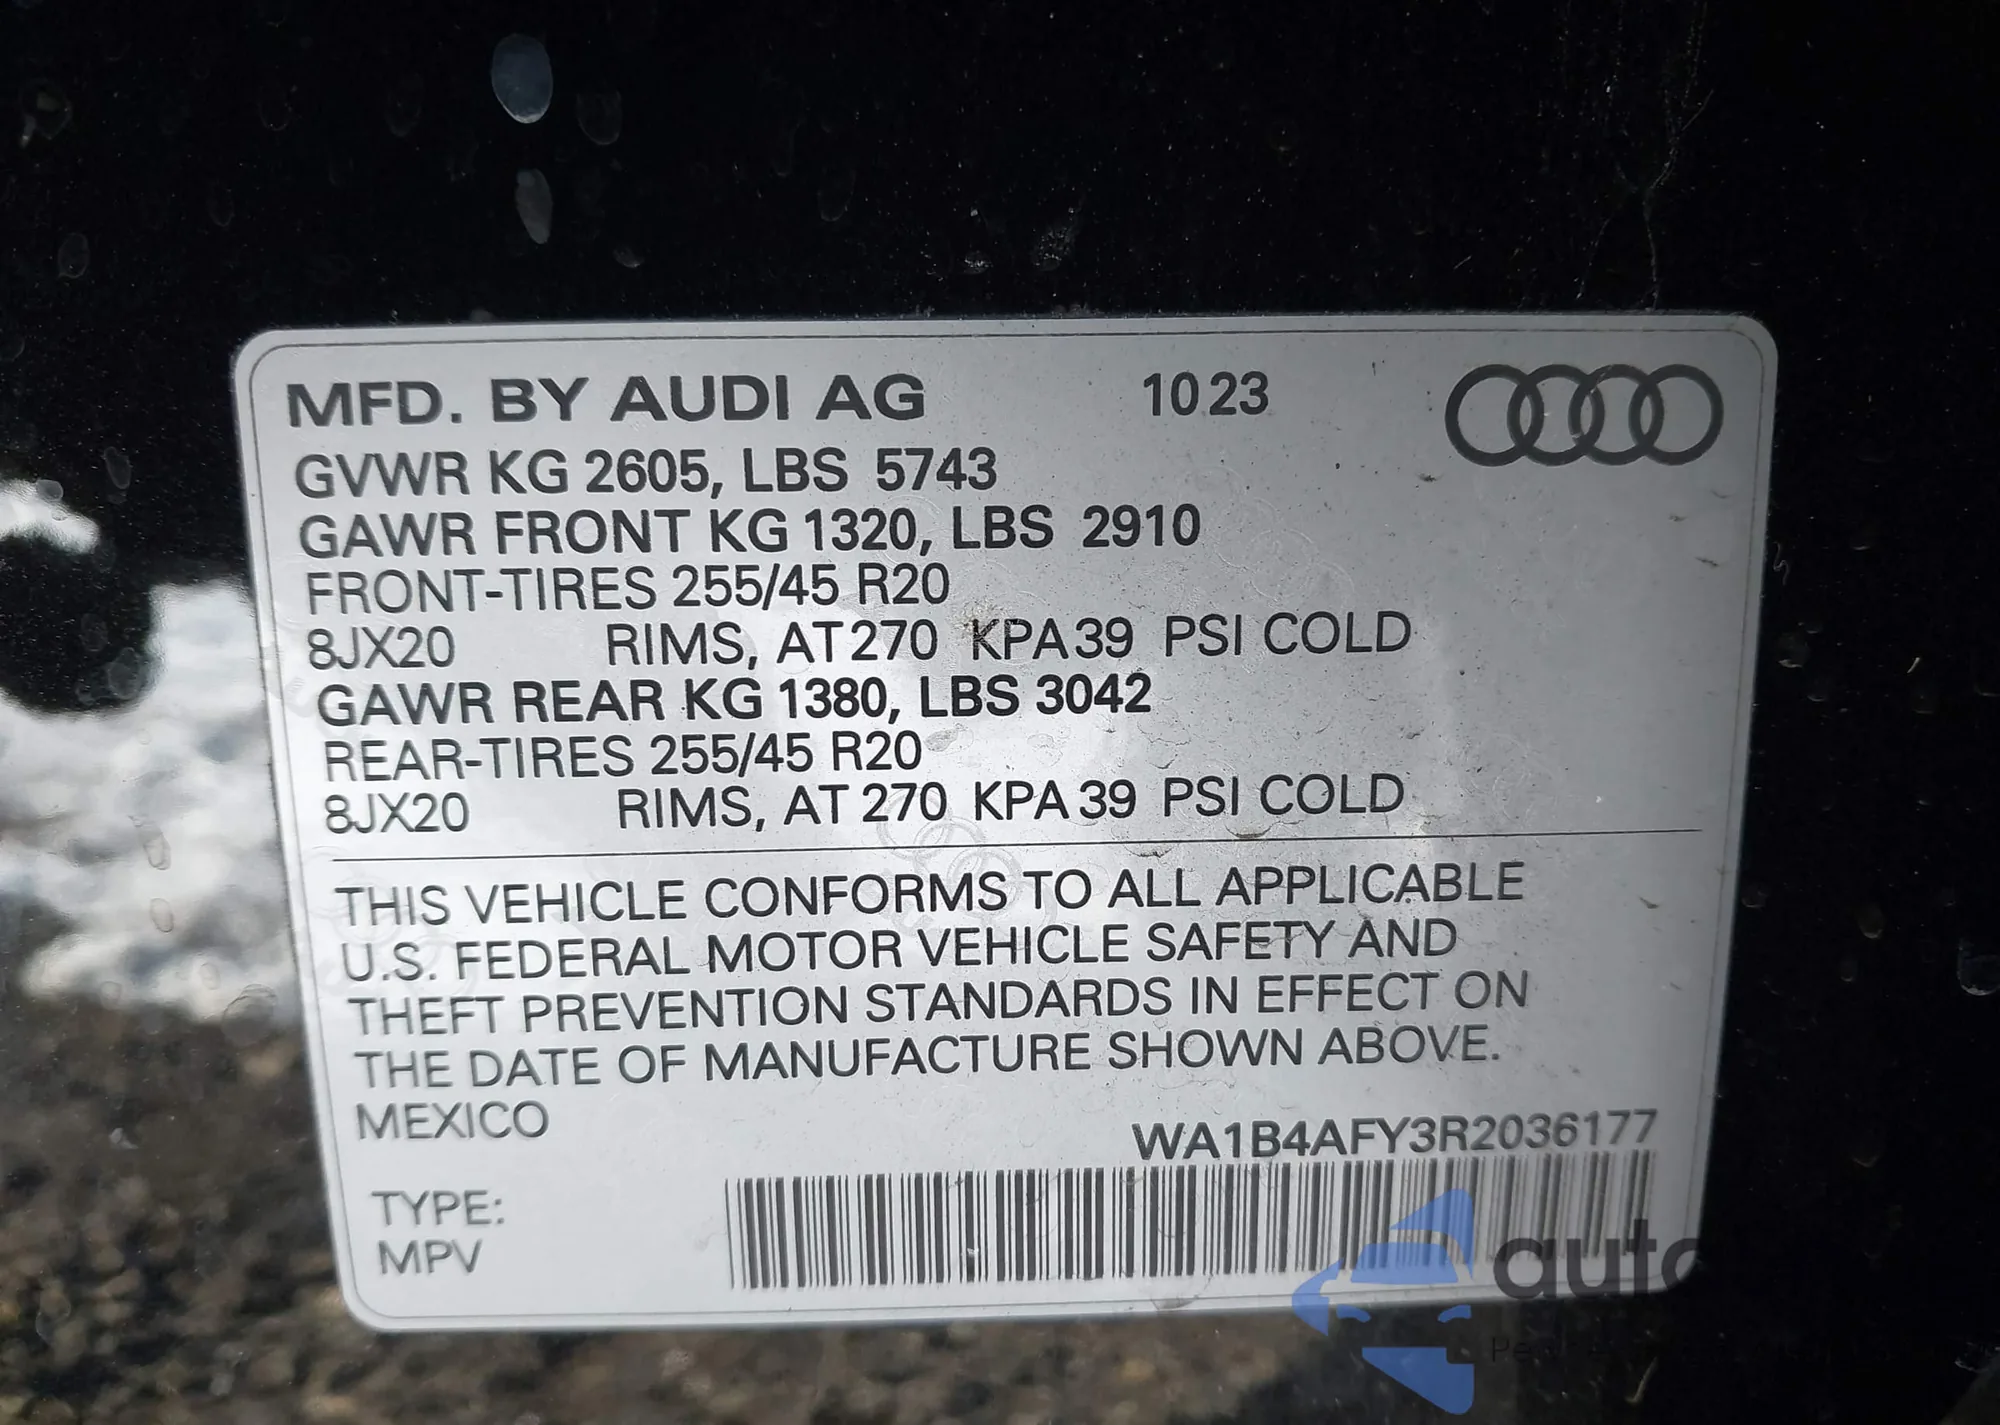 MFD. BY AUDI AG 10 23
GVWR KG 2605, LBS 5743
GAWR FRONT KG 1320, LBS 2910
FRONT-TIRES 255/45 R20
8JX20 RIMS, AT 270 KPA 39 PSI COLD
GAWR REAR KG 1380, LBS 3042
REAR-TIRES 255/45 R20
8JX20 RIMS, AT 270 KPA 39 PSI COLD
THIS VEHICLE CONFORMS TO ALL APPLICABLE
U.S. FEDERAL MOTOR VEHICLE SAFETY AND
THEFT PREVENTION STANDARDS IN EFFECT ON
THE DATE OF MANUFACTURE SHOWN ABOVE.
MEXICO
WA1B4AFY3R2036177
TYPE:
MPV
auto